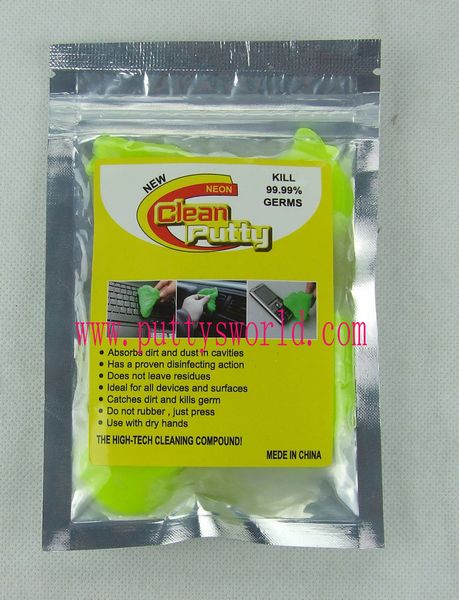 NEW
NEON
Clean
Putty
KILL
99.99%
GERMS
www.puttysworld.com
• Absorbs dirt and dust in cavities
• Has a proven disinfecting action
• Does not leave residues
• Ideal for all devices and surfaces
• Catches dirt and kills germ
• Do not rubber , just press
• Use with dry hands
THE HIGH-TECH CLEANING COMPOUND!
MADE IN CHINA